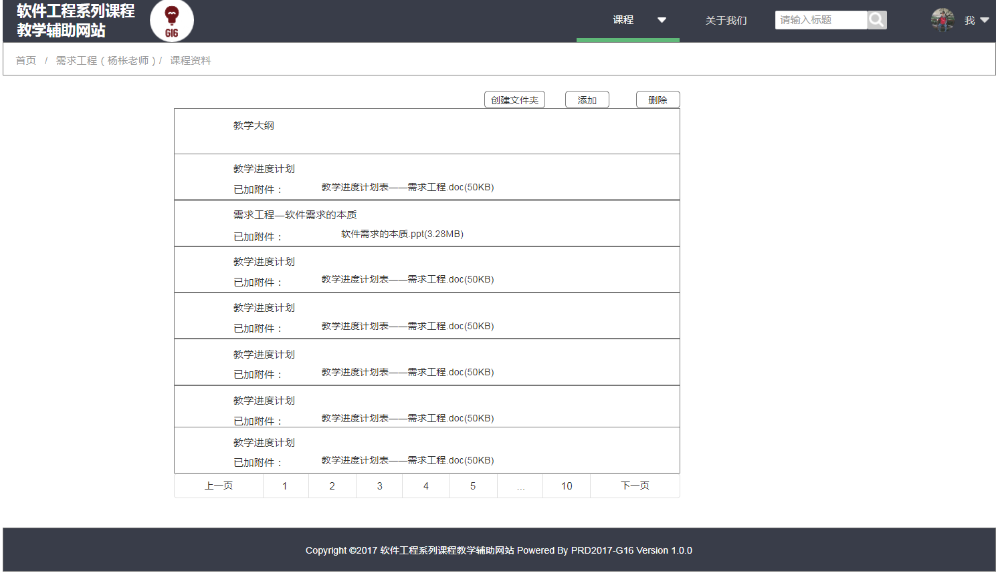 软件工程系列课程
教学辅助网站
G16
课程
关于我们
请输入标题
我
首页 / 需求工程（杨枨老师）/ 课程资料
创建文件夹 添加 删除
教学大纲
教学进度计划
已加附件： 教学进度计划表——需求工程.doc(50KB)
需求工程—软件需求的本质
已加附件： 软件需求的本质.ppt(3.28MB)
教学进度计划
已加附件： 教学进度计划表——需求工程.doc(50KB)
教学进度计划
已加附件： 教学进度计划表——需求工程.doc(50KB)
教学进度计划
已加附件： 教学进度计划表——需求工程.doc(50KB)
教学进度计划
已加附件： 教学进度计划表——需求工程.doc(50KB)
教学进度计划
已加附件： 教学进度计划表——需求工程.doc(50KB)
上一页 1 2 3 4 5 ... 10 下一页
Copyright ©2017 软件工程系列课程教学辅助网站 Powered By PRD2017-G16 Version 1.0.0